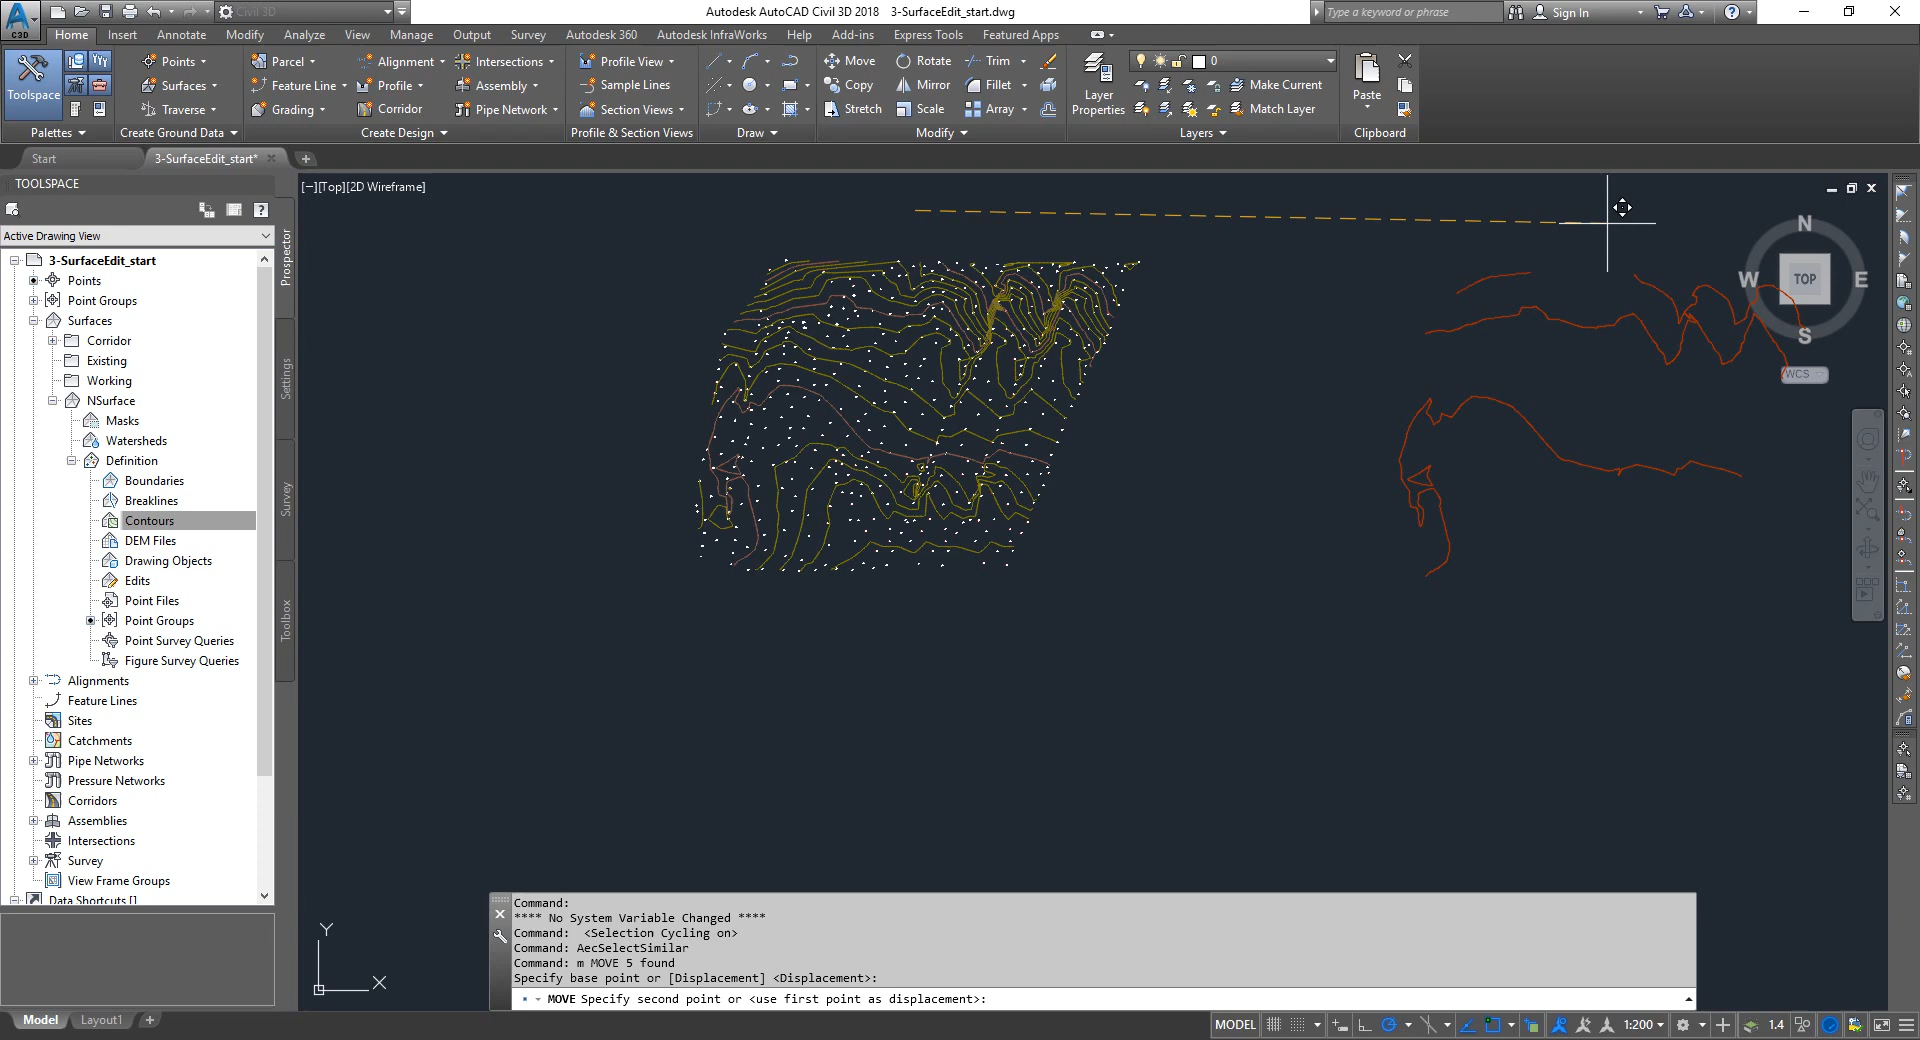 Civil 3D
Autodesk AutoCAD Civil 3D 2018 3-SurfaceEdit_start.dwg
Type a keyword or phrase
Sign In
C3D
Home Insert Annotate Modify Analyze View Manage Output Survey Autodesk 360 Autodesk InfraWorks Help Add-ins Express Tools Featured Apps
Points Parcel Alignment Intersections Profile View Move Rotate Trim 0
Toolspace Surfaces Feature Line Profile Assembly Sample Lines Copy Mirror Fillet Make Current
Traverse Grading Corridor Pipe Network Section Views Stretch Scale Array Match Layer
Layer Properties
Paste
Palettes Create Ground Data Create Design Profile & Section Views Draw Modify Layers Clipboard
Start 3-SurfaceEdit_start*
TOOLSPACE
[−][Top][2D Wireframe]
Active Drawing View
Prospector
Settings
Survey
Toolbox
3-SurfaceEdit_start
Points
Point Groups
Surfaces
Corridor
Existing
Working
NSurface
Masks
Watersheds
Definition
Boundaries
Breaklines
Contours
DEM Files
Drawing Objects
Edits
Point Files
Point Groups
Point Survey Queries
Figure Survey Queries
Alignments
Feature Lines
Sites
Catchments
Pipe Networks
Pressure Networks
Corridors
Assemblies
Intersections
Survey
View Frame Groups
Data Shortcuts []
N
W TOP E
S
WCS
Y
X
Command:
**** No System Variable Changed ****
Command: <Selection Cycling on>
Command: AecSelectSimilar
Command: m MOVE 5 found
Specify base point or [Displacement] <Displacement>:
MOVE Specify second point or <use first point as displacement>:
Model Layout1
MODEL 1:200 1.4